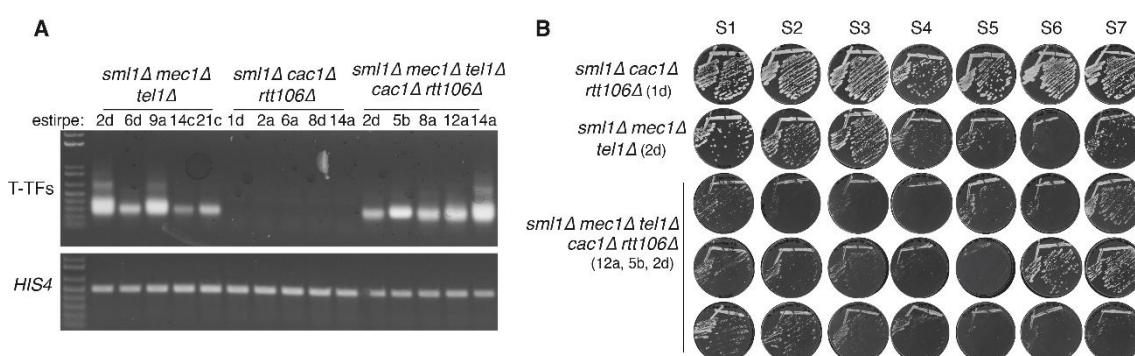 A
sml1Δ mec1Δ
tel1Δ
sml1Δ cac1Δ
rtt106Δ
sml1Δ mec1Δ tel1Δ
cac1Δ rtt106Δ
estirpe: 2d 6d 9a 14c 21c 1d 2a 6a 8d 14a 2d 5b 8a 12a 14a
T-TFs
HIS4
B
S1 S2 S3 S4 S5 S6 S7
sml1Δ cac1Δ
rtt106Δ (1d)
sml1Δ mec1Δ
tel1Δ (2d)
sml1Δ mec1Δ tel1Δ
cac1Δ rtt106Δ
(12a, 5b, 2d)